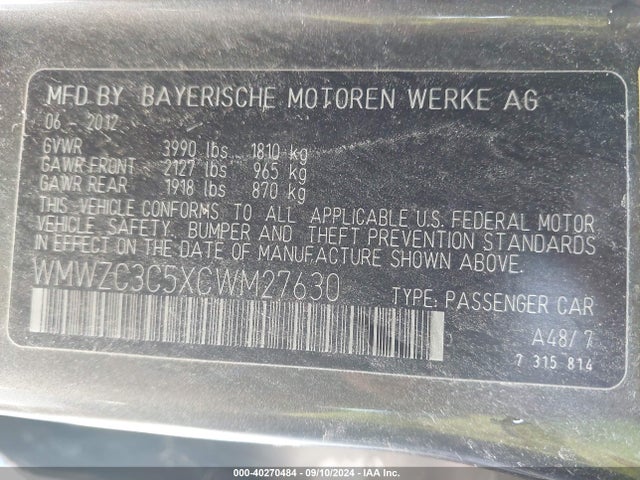 MFD BY BAYERISCHE MOTOREN WERKE AG
06 - 2012
GVWR 3990 lbs 1810 kg
GAWR FRONT 2127 lbs 965 kg
GAWR REAR 1918 lbs 870 kg
THIS VEHICLE CONFORMS TO ALL APPLICABLE U.S. FEDERAL MOTOR
VEHICLE SAFETY, BUMPER AND THEFT PREVENTION STANDARDS
IN EFFECT ON THE DATE OF MANUFACTURE SHOWN ABOVE.
WMWZC3C5XCWM27630 TYPE: PASSENGER CAR
A48/ 7
7 315 814
000-40270484 - 09/10/2024 - IAA Inc.